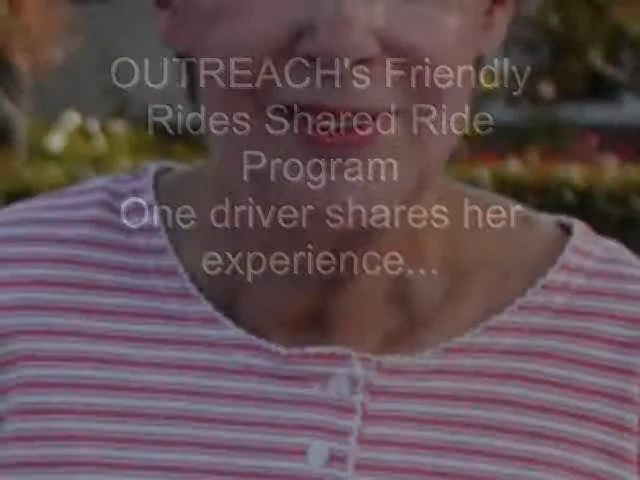 OUTREACH's Friendly
Rides Shared Ride
Program
One driver shares her
experience...